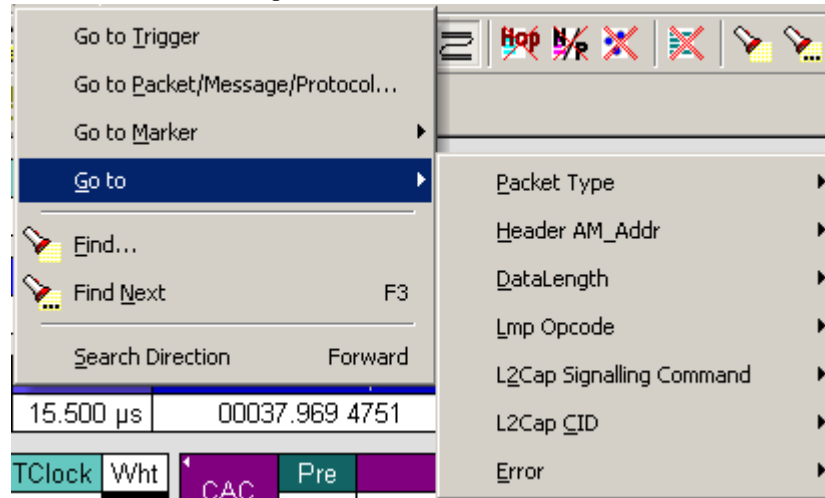 Go to Trigger
Go to Packet/Message/Protocol...
Go to Marker
Go to
Find...
Find Next F3
Search Direction Forward
Hop N/R
Packet Type
Header AM_Addr
DataLength
Lmp Opcode
L2Cap Signalling Command
L2Cap CID
Error
15.500 µs 00037.969 4751
TClock Wht CAC Pre